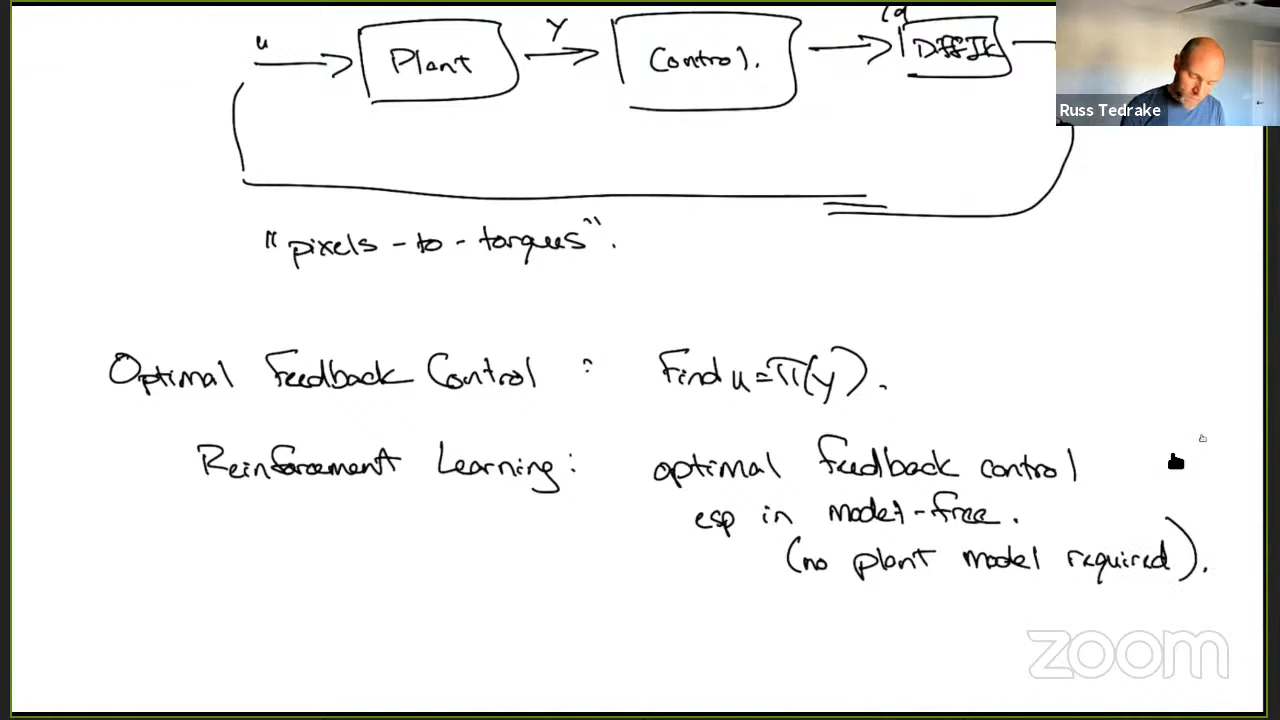 u
Plant
Y
Control.
DiffIK
Russ Tedrake
"pixels-to-torques".
Optimal Feedback Control : Find u=π(y).
Reinforcement Learning: optimal feedback control
esp in model-free.
(no plant model required).
zoom